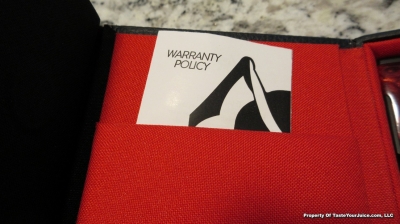 WARRANTY
POLICY
Property Of TasteYourJuice.com, LLC